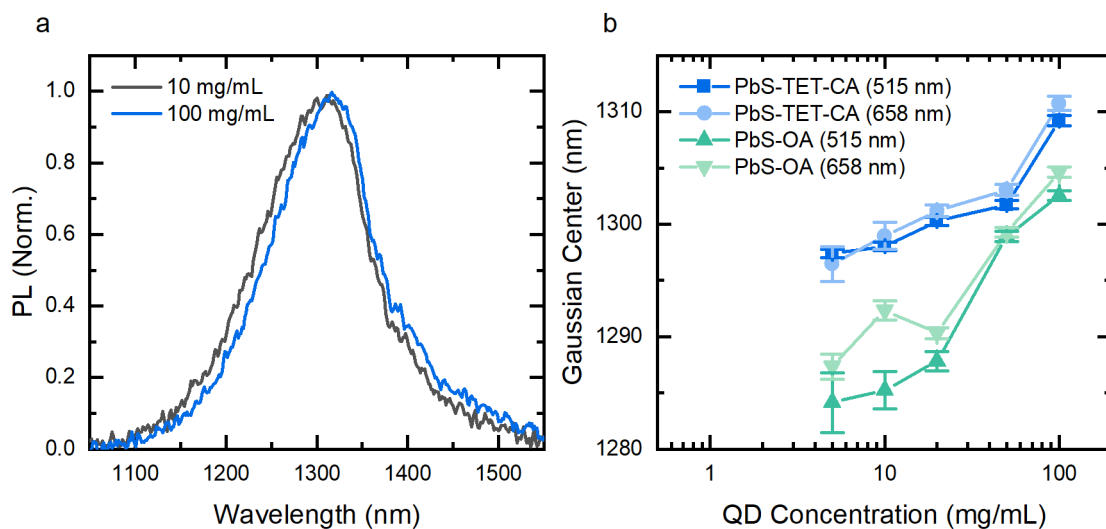 a
PL (Norm.)
1.0
0.8
0.6
0.4
0.2
0.0
10 mg/mL
100 mg/mL
1100 1200 1300 1400 1500
Wavelength (nm)
b
Gaussian Center (nm)
1310
1300
1290
1280
PbS-TET-CA (515 nm)
PbS-TET-CA (658 nm)
PbS-OA (515 nm)
PbS-OA (658 nm)
1 10 100
QD Concentration (mg/mL)